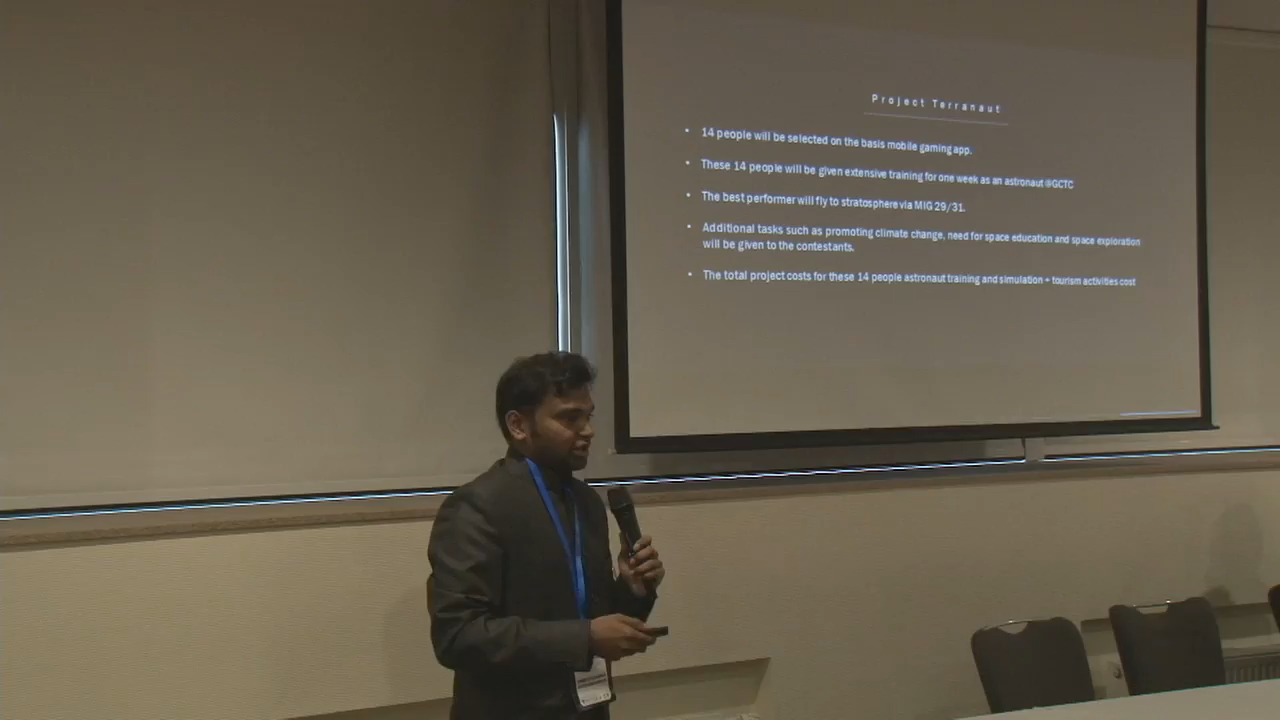 Project Terranaut
• 14 people will be selected on the basis mobile gaming app.
• These 14 people will be given extensive training for one week as an astronaut @GCTC
• The best performer will fly to stratosphere via MIG 29/31.
• Additional tasks such as promoting climate change, need for space education and space exploration
will be given to the contestants.
• The total project costs for these 14 people astronaut training and simulation + tourism activities cost